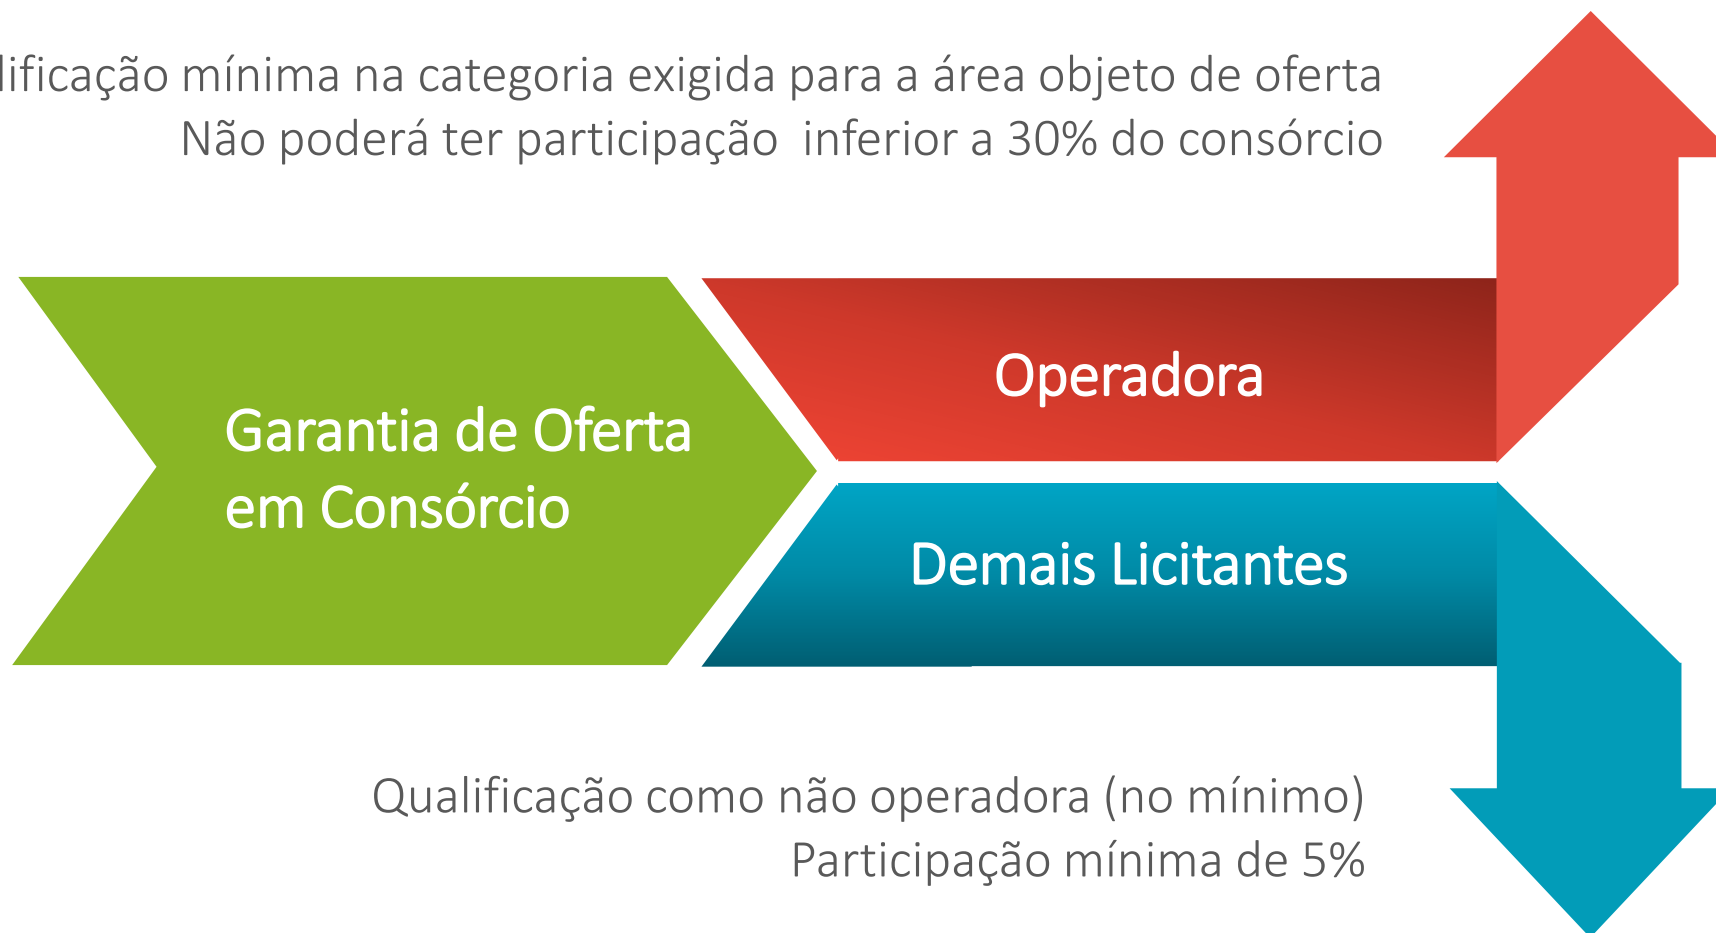 mínima na categoria exigida para a área objeto de oferta
Não poderá ter participação inferior a 30% do consórcio
Operadora
Garantia de Oferta
em Consórcio
Demais Licitantes
Qualificação como não operadora (no mínimo)
Participação mínima de 5%